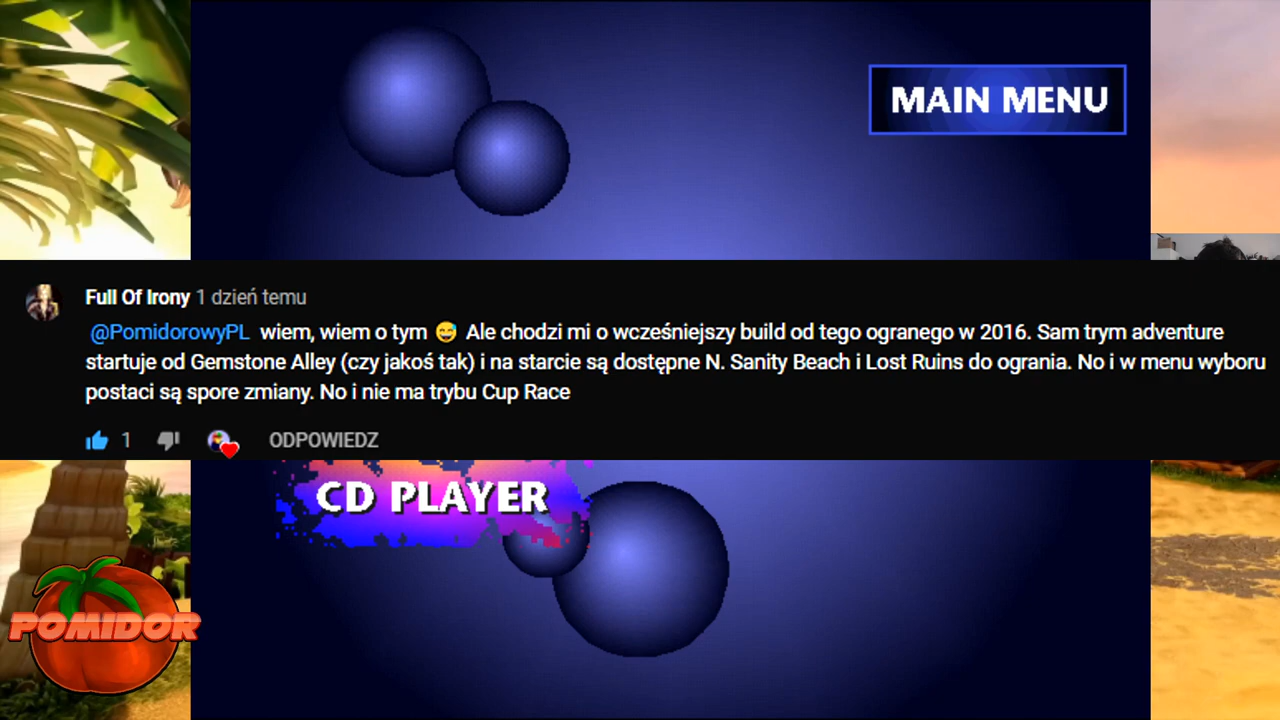 MAIN MENU
Full Of Irony 1 dzień temu
@PomidorowyPL wiem, wiem o tym 😅 Ale chodzi mi o wcześniejszy build od tego ogranego w 2016. Sam trym adventure
startuje od Gemstone Alley (czy jakoś tak) i na starcie są dostępne N. Sanity Beach i Lost Ruins do ogrania. No i w menu wyboru
postaci są spore zmiany. No i nie ma trybu Cup Race
1 ODPOWIEDZ
CD PLAYER
POMIDOR